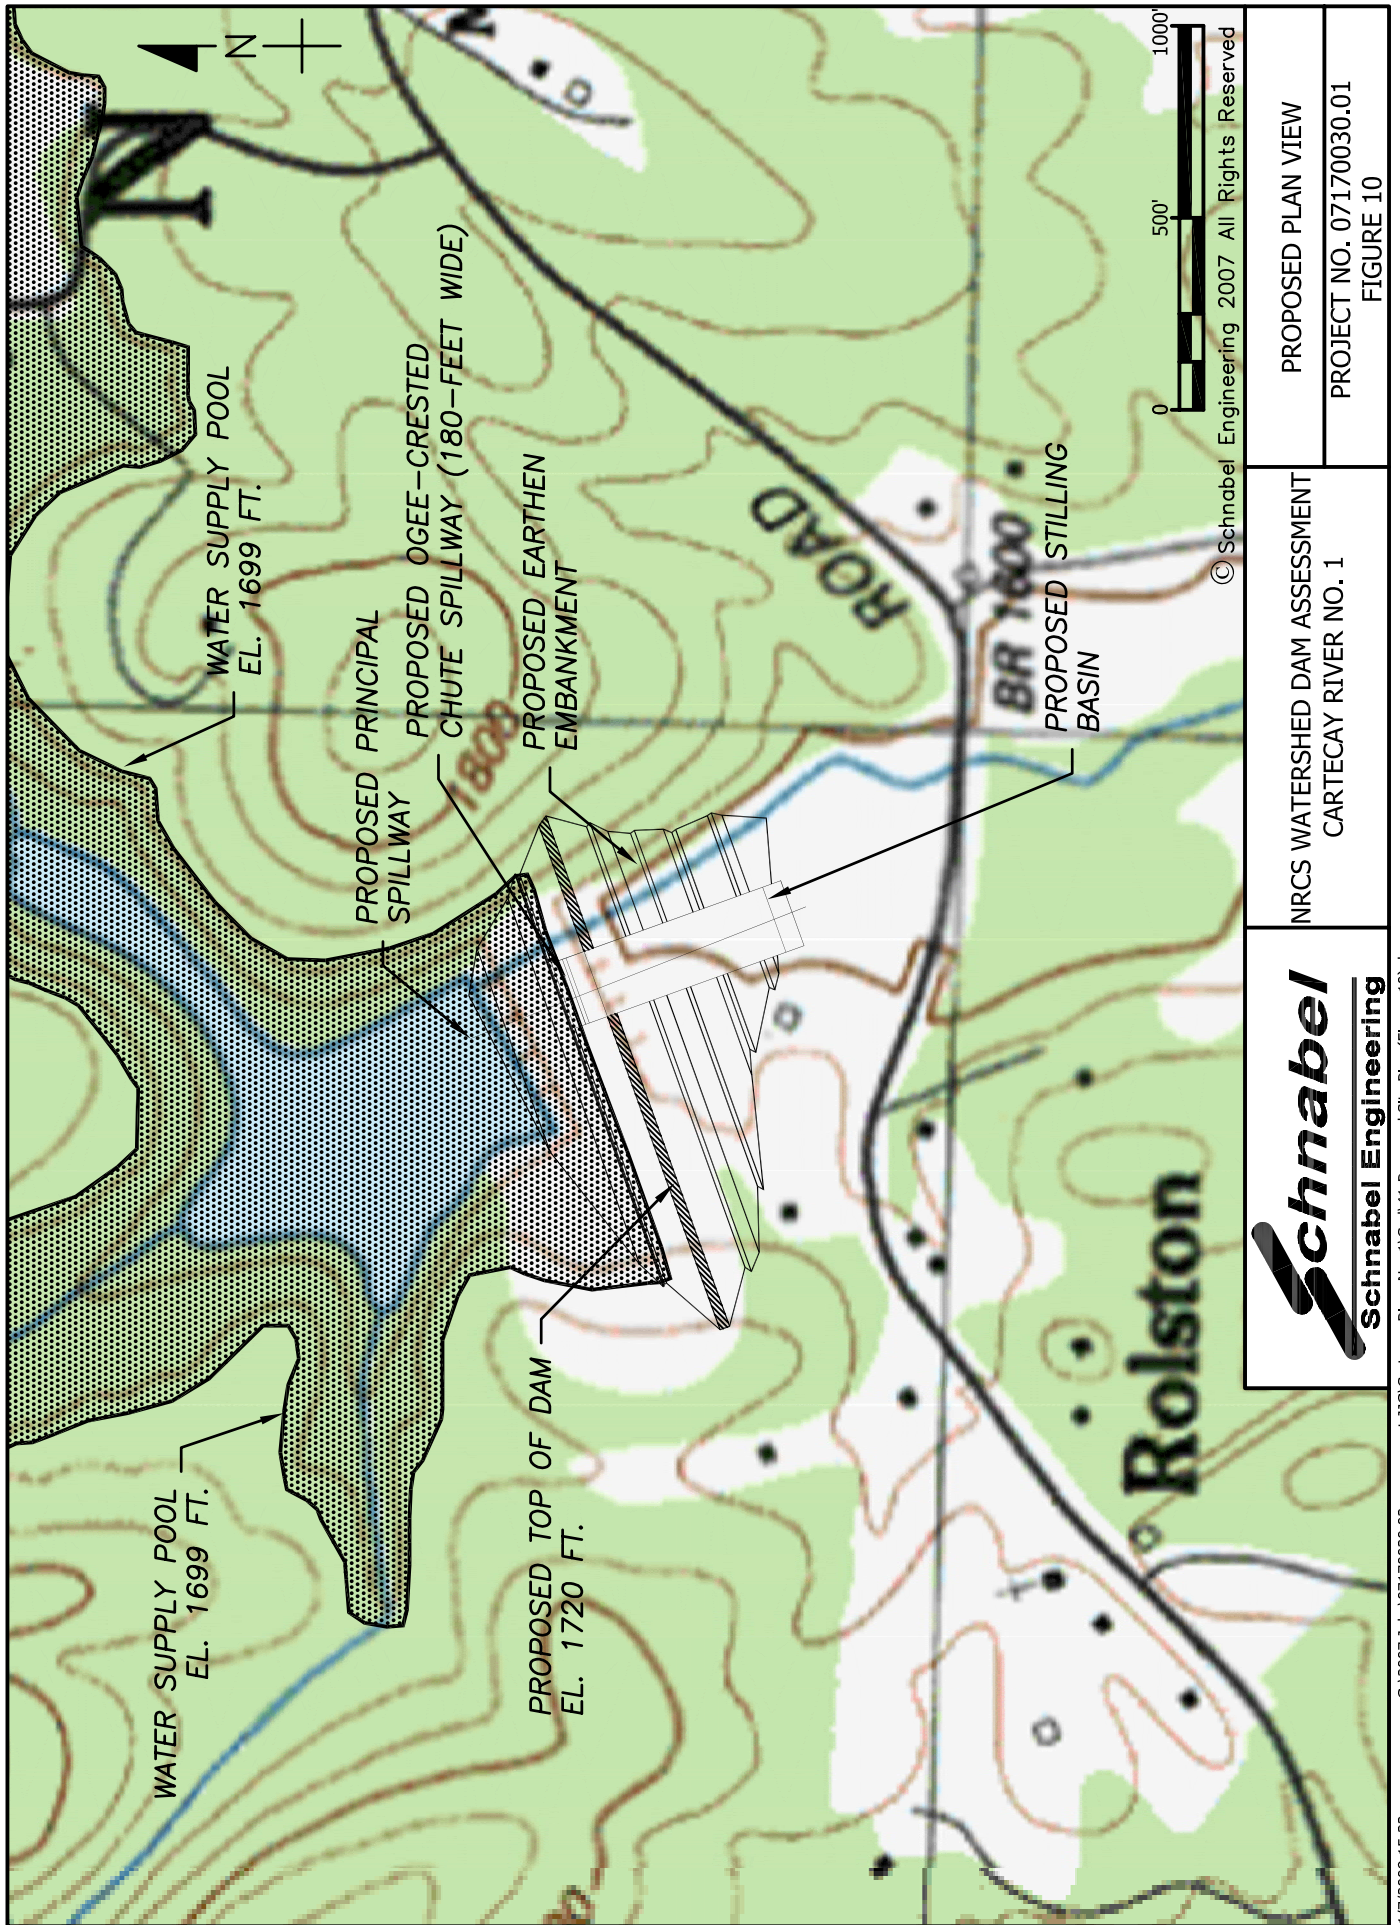 N
N
N
WATER SUPPLY POOL
EL. 1699 FT.
WATER SUPPLY POOL
EL. 1699 FT.
PROPOSED PRINCIPAL
SPILLWAY
PROPOSED OGEE-CRESTED
CHUTE SPILLWAY (180-FEET WIDE)
1800
PROPOSED EARTHEN
EMBANKMENT
PROPOSED TOP OF DAM
EL. 1720 FT.
ROAD
BR 1600
PROPOSED STILLING
BASIN
Rolston
0 500' 1000'
© Schnabel Engineering 2007 All Rights Reserved
Schnabel
Schnabel Engineering
NRCS WATERSHED DAM ASSESSMENT
CARTECAY RIVER NO. 1
PROPOSED PLAN VIEW
PROJECT NO. 07170030.01
FIGURE 10